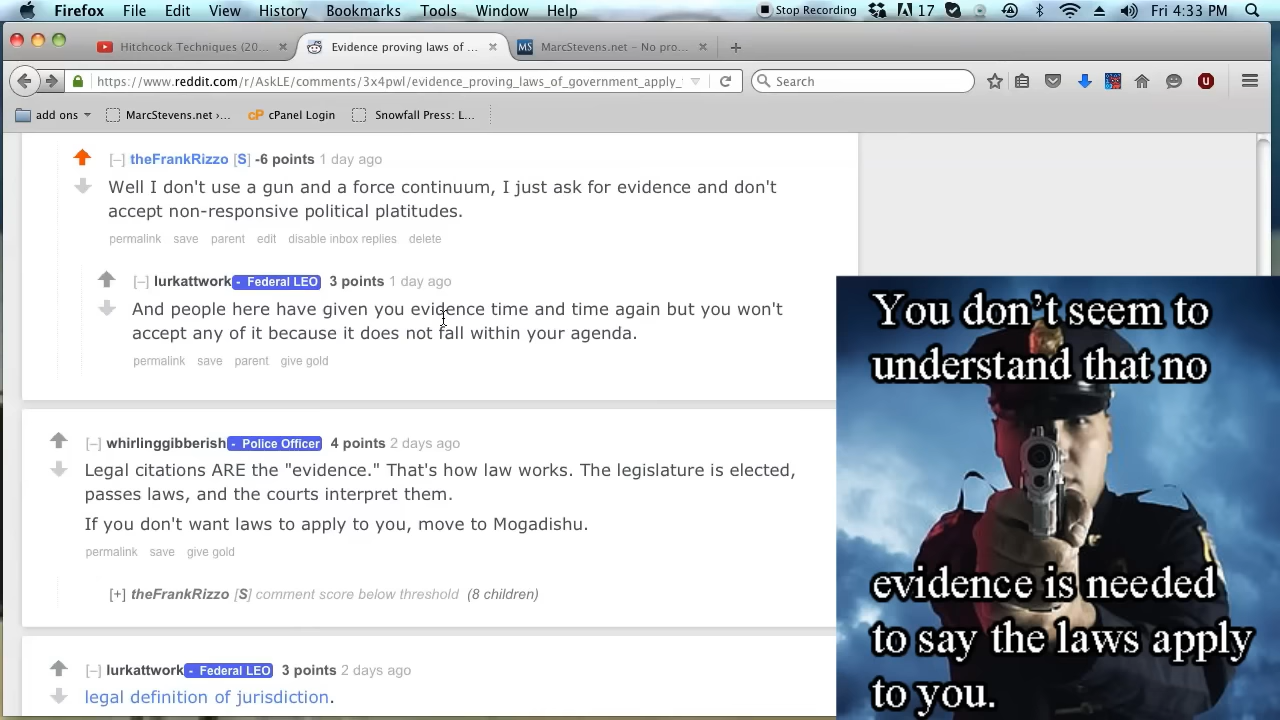 Firefox File Edit View History Bookmarks Tools Window Help Stop Recording 17 Fri 4:33 PM
Hitchcock Techniques (20... Evidence proving laws of ... MS MarcStevens.net – No pro...
https://www.reddit.com/r/AskLE/comments/3x4pwl/evidence_proving_laws_of_government_apply_ Search
add ons MarcStevens.net ›... cP cPanel Login Snowfall Press: L...
[–] theFrankRizzo [S] -6 points 1 day ago
Well I don't use a gun and a force continuum, I just ask for evidence and don't
accept non-responsive political platitudes.
permalink save parent edit disable inbox replies delete
[–] lurkattwork - Federal LEO 3 points 1 day ago
And people here have given you evidence time and time again but you won't
accept any of it because it does not fall within your agenda.
permalink save parent give gold
[–] whirlinggibberish - Police Officer 4 points 2 days ago
Legal citations ARE the "evidence." That's how law works. The legislature is elected,
passes laws, and the courts interpret them.
If you don't want laws to apply to you, move to Mogadishu.
permalink save give gold
[+] theFrankRizzo [S] comment score below threshold (8 children)
[–] lurkattwork - Federal LEO 3 points 2 days ago
legal definition of jurisdiction.
You don't seem to
understand that no
evidence is needed
to say the laws apply
to you.